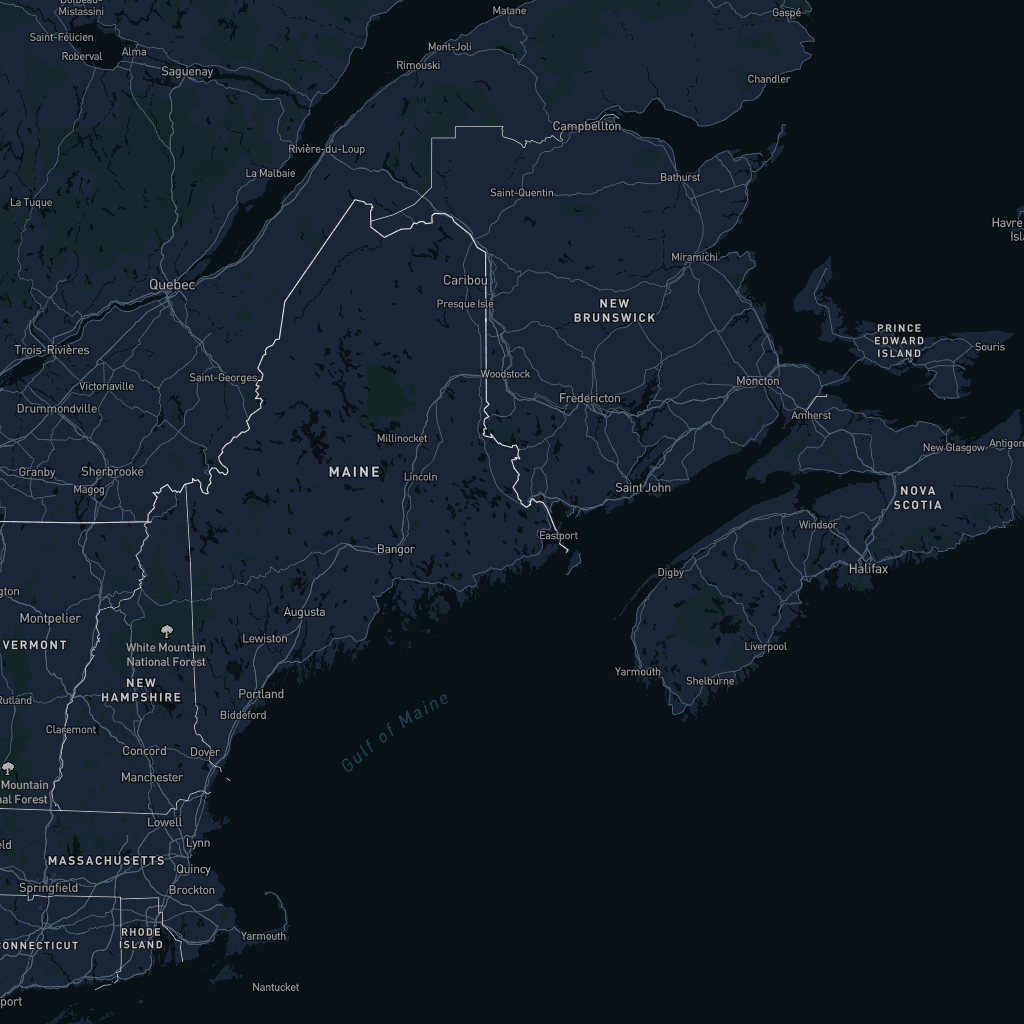 Dolbeau-
Mistassini
Matane
Gaspé
Saint-Félicien
Mont-Joli
Alma
Roberval
Rimouski
Saguenay
Chandler
Campbellton
Rivière-du-Loup
La Malbaie
Bathurst
Saint-Quentin
La Tuque
Havre
Miramichi
Caribou
Quebec
Presque Isle
NEW
BRUNSWICK
PRINCE
EDWARD
ISLAND
Souris
Trois-Rivières
Woodstock
Saint-Georges
Moncton
Victoriaville
Fredericton
Drummondville
Amherst
Millinocket
Antigon
New Glasgow
Granby
Sherbrooke
MAINE
Lincoln
Magog
Saint John
NOVA
SCOTIA
Windsor
Eastport
Bangor
Halifax
Digby
gton
Augusta
Montpelier
Lewiston
VERMONT
White Mountain
National Forest
Liverpool
Yarmouth
Shelburne
NEW
HAMPSHIRE
Portland
Rutland
Biddeford
Gulf of Maine
Claremont
Concord
Dover
Manchester
Mountain
nal Forest
Lowell
Lynn
eld
MASSACHUSETTS
Quincy
Springfield
Brockton
RHODE
ISLAND
Yarmouth
CONNECTICUT
Nantucket
port